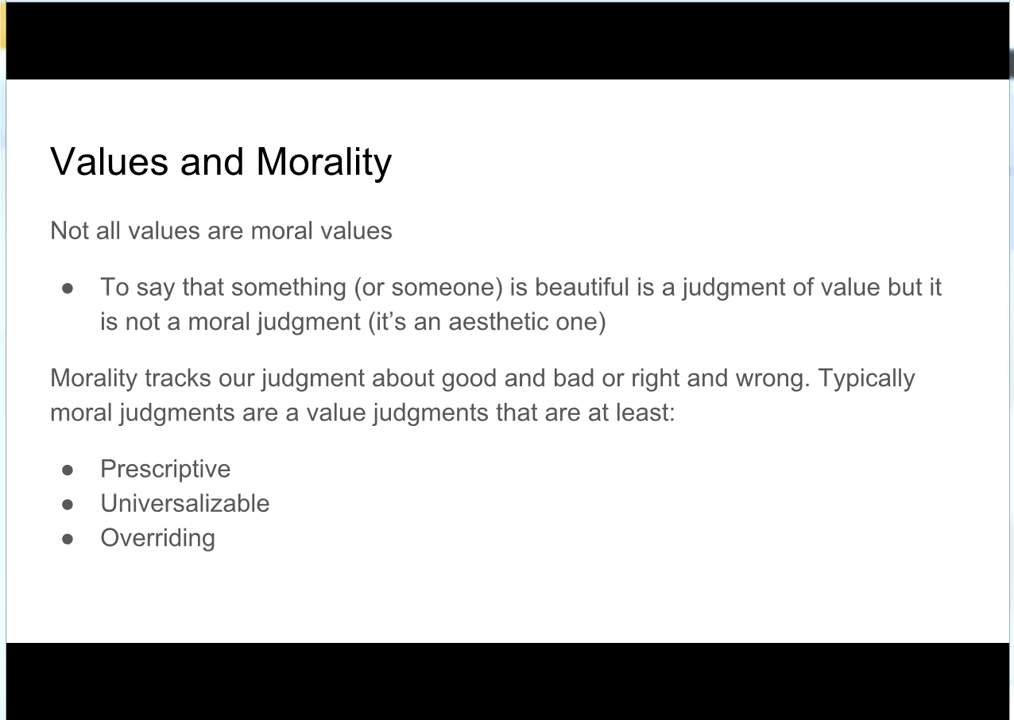 Values and Morality
Not all values are moral values
● To say that something (or someone) is beautiful is a judgment of value but it
is not a moral judgment (it’s an aesthetic one)
Morality tracks our judgment about good and bad or right and wrong. Typically
moral judgments are a value judgments that are at least:
● Prescriptive
● Universalizable
● Overriding